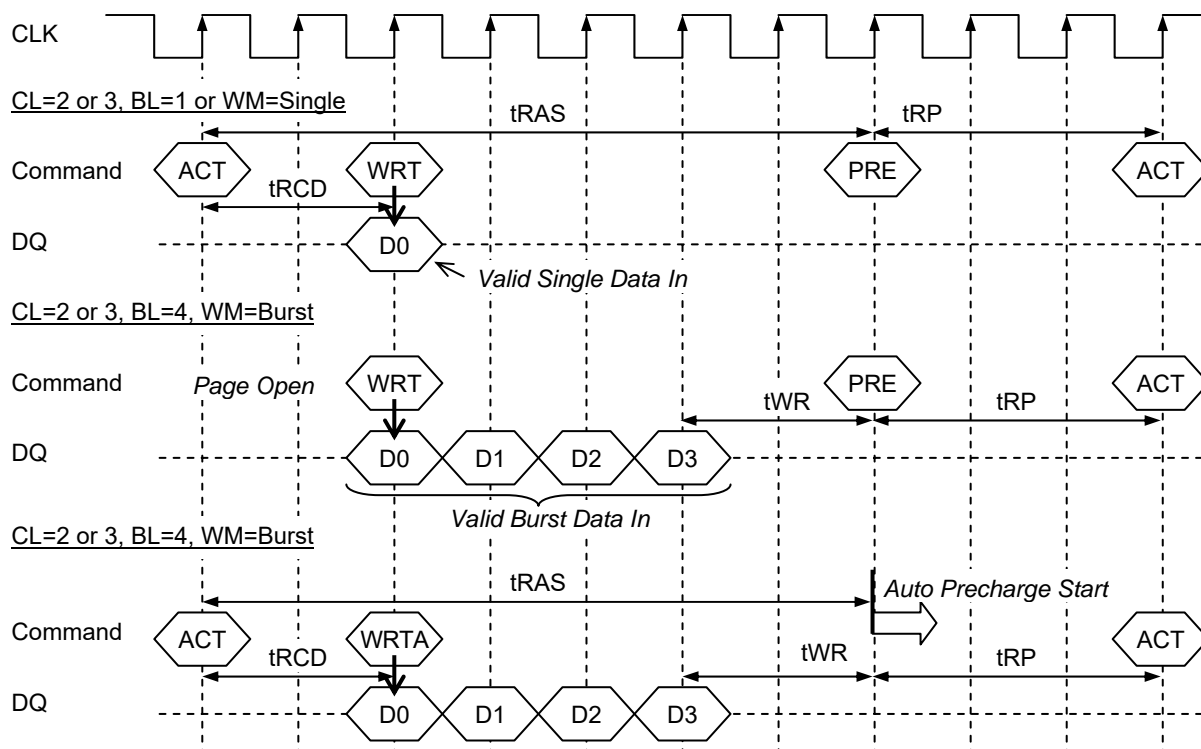 CLK
CL=2 or 3, BL=1 or WM=Single
tRAS tRP
Command ACT WRT PRE ACT
tRCD
DQ D0
Valid Single Data In
CL=2 or 3, BL=4, WM=Burst
Command Page Open WRT PRE ACT
tWR tRP
DQ D0 D1 D2 D3
Valid Burst Data In
CL=2 or 3, BL=4, WM=Burst
tRAS Auto Precharge Start
Command ACT WRTA ACT
tRCD tWR tRP
DQ D0 D1 D2 D3